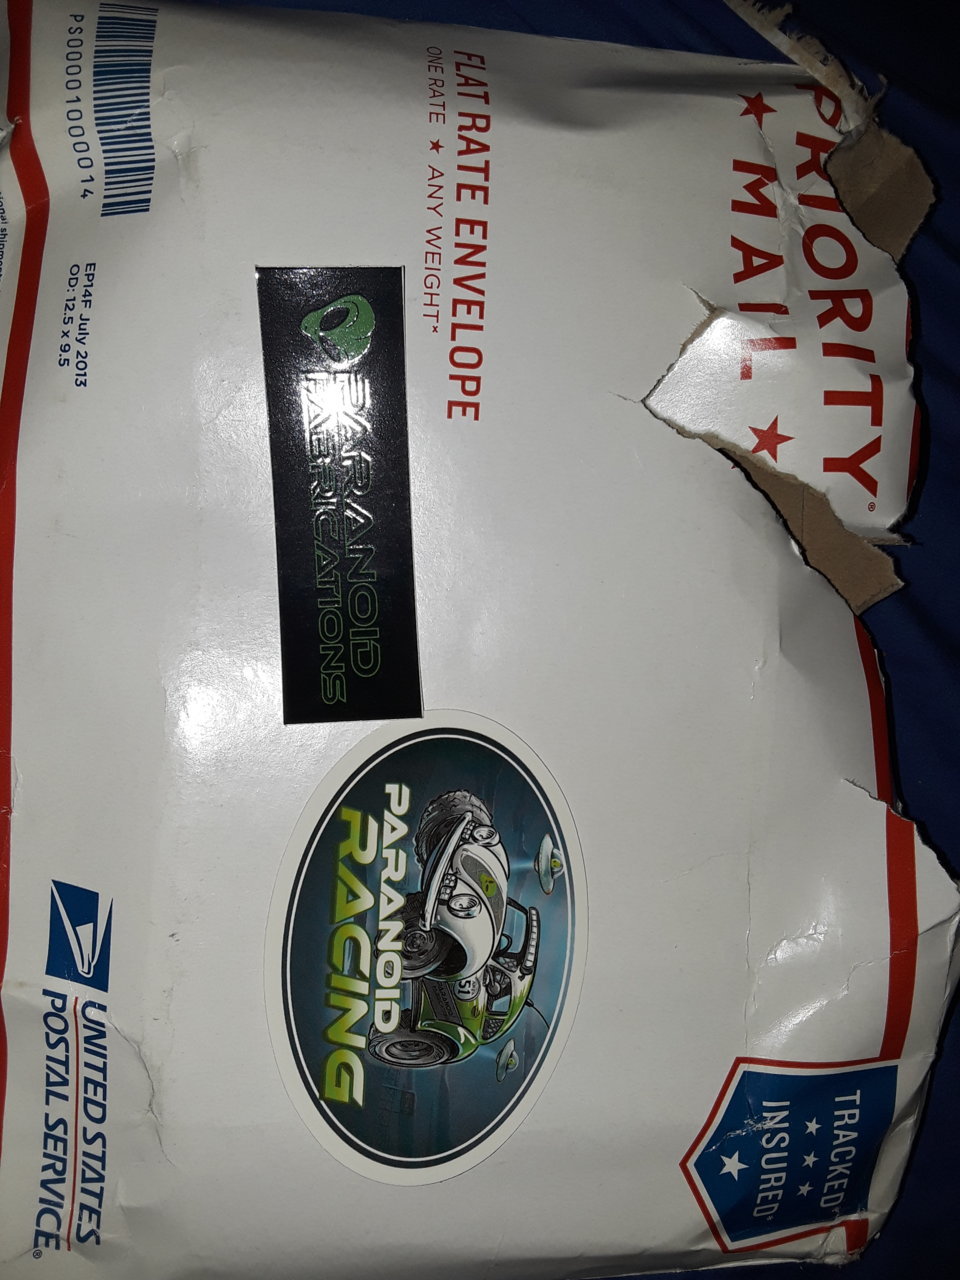 PRIORITY®
★ MAIL ★
FLAT RATE ENVELOPE
ONE RATE ★ ANY WEIGHT*
PS00001000014
EP14F July 2013
OD: 12.5 x 9.5
PARANOID
FABRICATIONS
PARANOID
RACING
51
TRACKED
★ ★ ★
INSURED
★
UNITED STATES
POSTAL SERVICE®